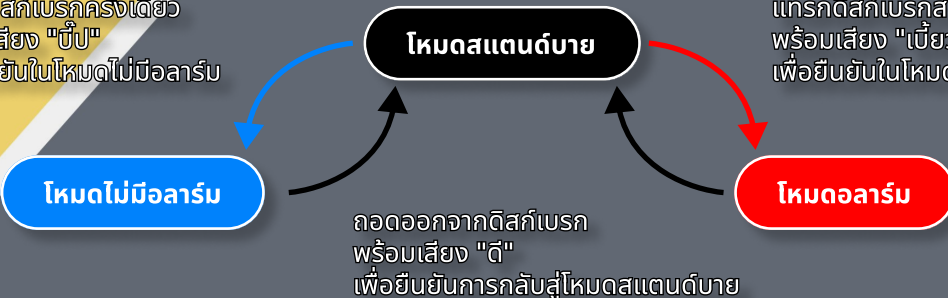 สกเบรกครั้งเดียว
เสียง "บี๊ป"
ยันในโหมดไม่มีอลาร์ม
โหมดสแตนด์บาย
แทรกดิสก์เบรกส
พร้อมเสียง "เบี้ย
เพื่อยืนยันในโหมด
โหมดไม่มีอลาร์ม
โหมดอลาร์ม
ถอดออกจากดิสก์เบรก
พร้อมเสียง "ดี"
เพื่อยืนยันการกลับสู่โหมดสแตนด์บาย